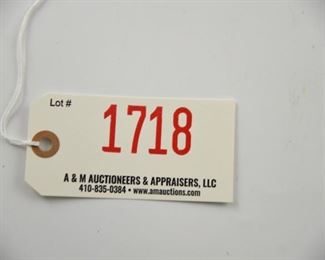 Lot #
1718
A & M AUCTIONEERS & APPRAISERS, LLC
410-835-0384 • www.amauctions.com